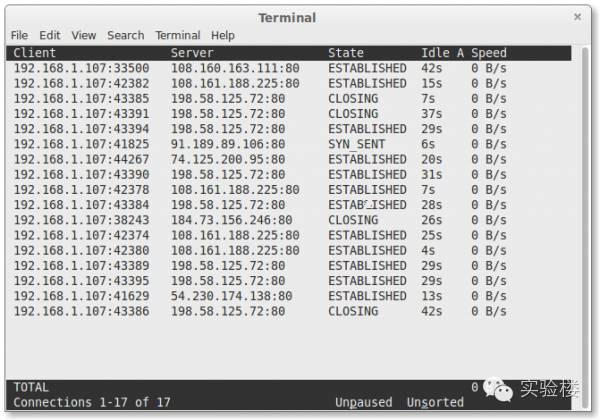 Terminal
File Edit View Search Terminal Help
Client Server State Idle A Speed
192.168.1.107:33500 108.160.163.111:80 ESTABLISHED 42s 0 B/s
192.168.1.107:42382 108.161.188.225:80 ESTABLISHED 15s 0 B/s
192.168.1.107:43385 198.58.125.72:80 CLOSING 7s 0 B/s
192.168.1.107:43391 198.58.125.72:80 CLOSING 37s 0 B/s
192.168.1.107:43394 198.58.125.72:80 ESTABLISHED 29s 0 B/s
192.168.1.107:41825 91.189.89.106:80 SYN_SENT 6s 0 B/s
192.168.1.107:44267 74.125.200.95:80 ESTABLISHED 20s 0 B/s
192.168.1.107:43390 198.58.125.72:80 ESTABLISHED 31s 0 B/s
192.168.1.107:42378 108.161.188.225:80 ESTABLISHED 7s 0 B/s
192.168.1.107:43384 198.58.125.72:80 ESTABLISHED 28s 0 B/s
192.168.1.107:38243 184.73.156.246:80 CLOSING 26s 0 B/s
192.168.1.107:42374 108.161.188.225:80 ESTABLISHED 25s 0 B/s
192.168.1.107:42380 108.161.188.225:80 ESTABLISHED 4s 0 B/s
192.168.1.107:43389 198.58.125.72:80 ESTABLISHED 29s 0 B/s
192.168.1.107:43395 198.58.125.72:80 ESTABLISHED 29s 0 B/s
192.168.1.107:41629 54.230.174.138:80 ESTABLISHED 13s 0 B/s
192.168.1.107:43386 198.58.125.72:80 CLOSING 42s 0 B/s
TOTAL 0
Connections 1-17 of 17 Unpaused Unsorted
实验楼